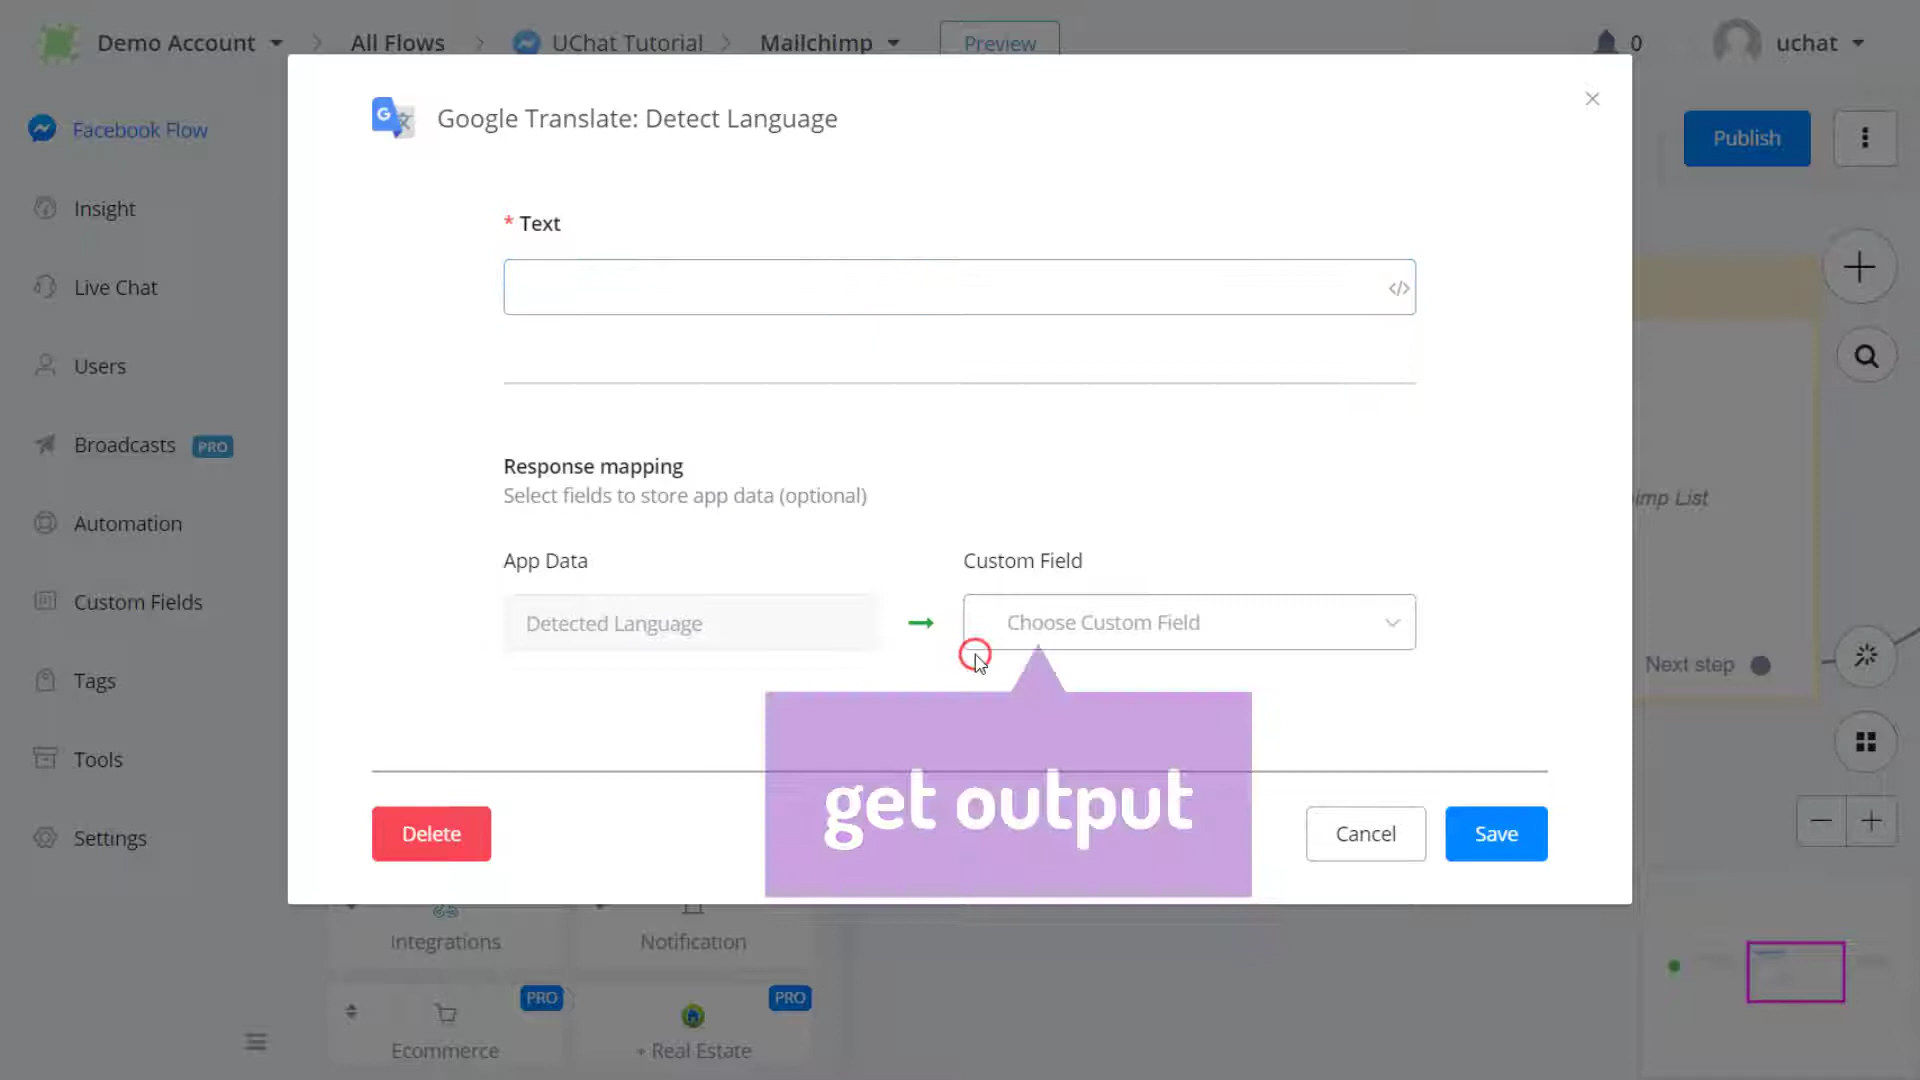 Demo Account
All Flows
UChat Tutorial
Mailchimp
Preview
0
uchat
Facebook Flow
Insight
Live Chat
Users
Broadcasts PRO
Automation
Custom Fields
Tags
Tools
Settings
Google Translate: Detect Language
Publish
* Text
</>
Response mapping
Select fields to store app data (optional)
App Data
Custom Field
Detected Language
Choose Custom Field
get output
Delete
Cancel
Save
imp List
Next step
Integrations
Notification
PRO
PRO
Ecommerce
Real Estate